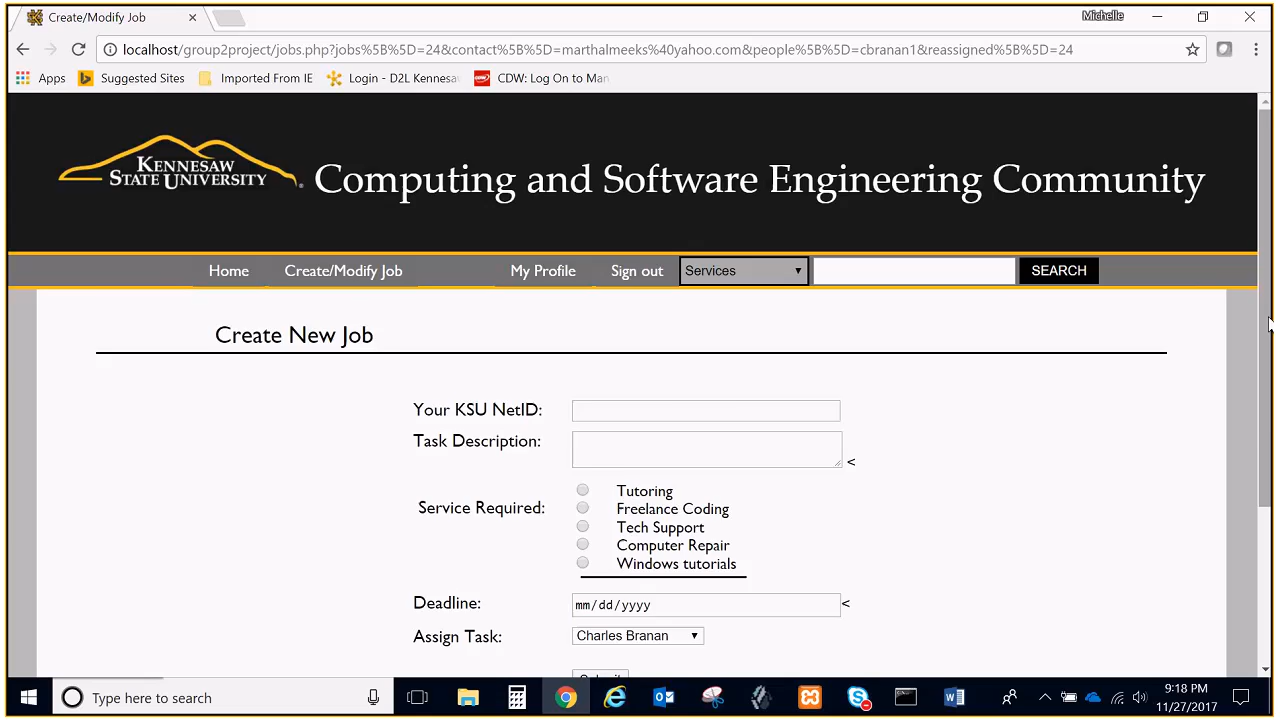 Create/Modify Job
Michelle
localhost/group2project/jobs.php?jobs%5B%5D=24&contact%5B%5D=marthalmeeks%40yahoo.com&people%5B%5D=cbranan1&reassigned%5B%5D=24
Apps Suggested Sites Imported From IE Login - D2L Kennesa CDW: Log On to Man
KENNESAW
STATE UNIVERSITY
Computing and Software Engineering Community
Home Create/Modify Job My Profile Sign out Services SEARCH
Create New Job
Your KSU NetID:
Task Description:
<
Service Required:
Tutoring
Freelance Coding
Tech Support
Computer Repair
Windows tutorials
Deadline: mm/dd/yyyy <
Assign Task: Charles Branan
Type here to search
9:18 PM
11/27/2017